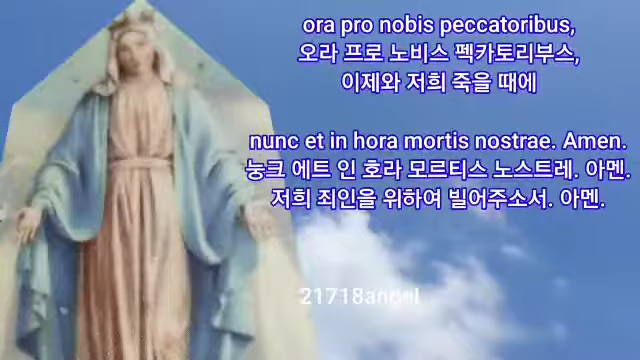 ora pro nobis peccatoribus,
오라 프로 노비스 펙카토리부스,
이제와 저희 죽을 때에
nunc et in hora mortis nostrae. Amen.
눙크 에트 인 호라 모르티스 노스트레. 아멘.
저희 죄인을 위하여 빌어주소서. 아멘.
21718angel